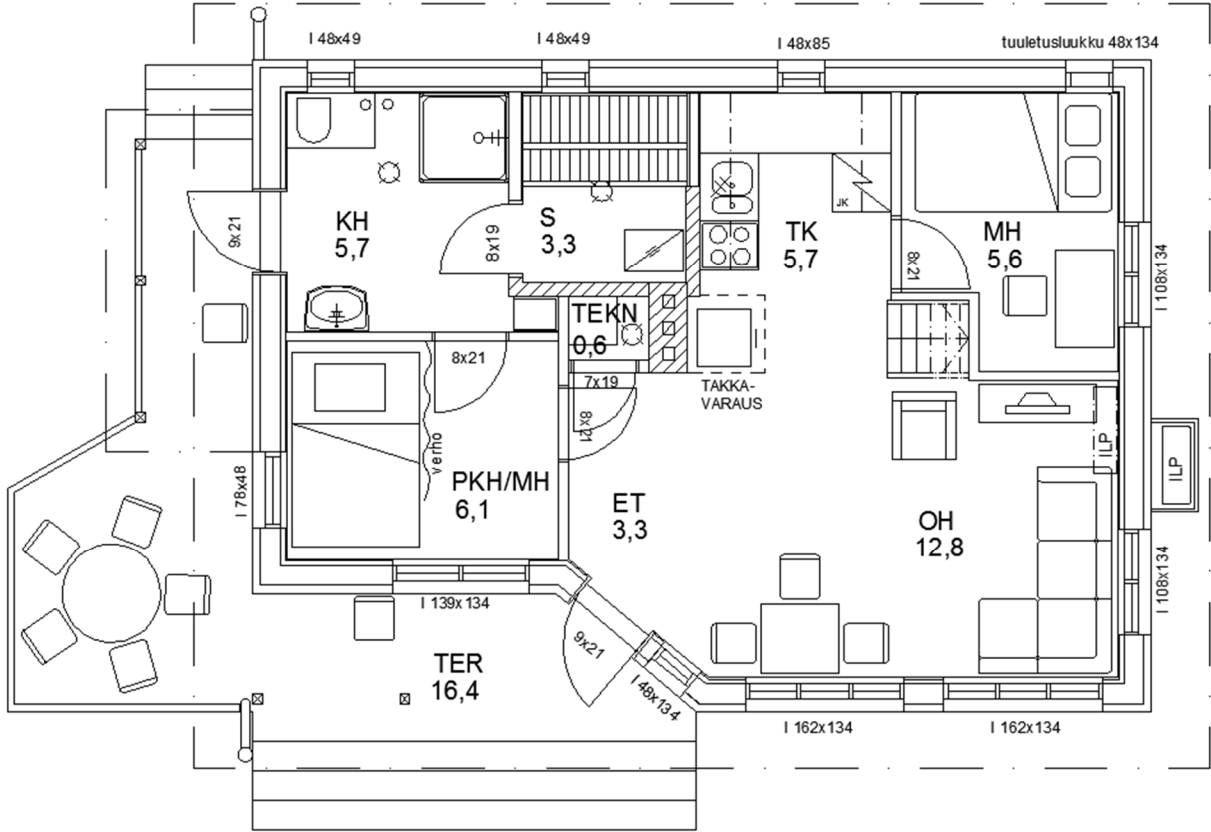 I 48x49
I 48x49
I 48x85
tuuletusluukku 48x134
9x21
KH
5,7
8x19
S
3,3
TK
5,7
JK
8x21
MH
5,6
I 108x134
TEKN
0,6
8x21
7x19
8x21
TAKKA-
VARAUS
verho
ILP
ILP
I 78x48
PKH/MH
6,1
ET
3,3
OH
12,8
I 108x134
I 139x134
9x21
TER
16,4
I 48x134
I 162x134
I 162x134